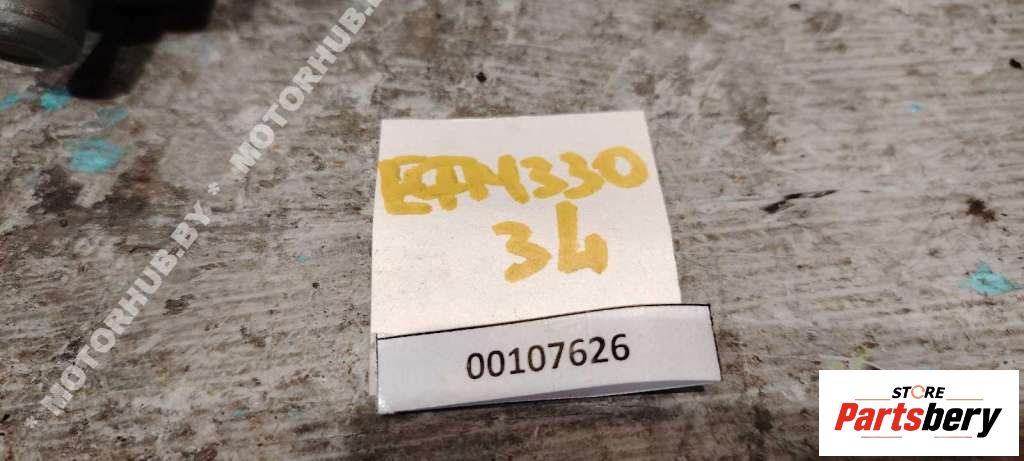 MOTORHUB.BY * MOTORHUB.BY
34
00107626
STORE
Partsbery